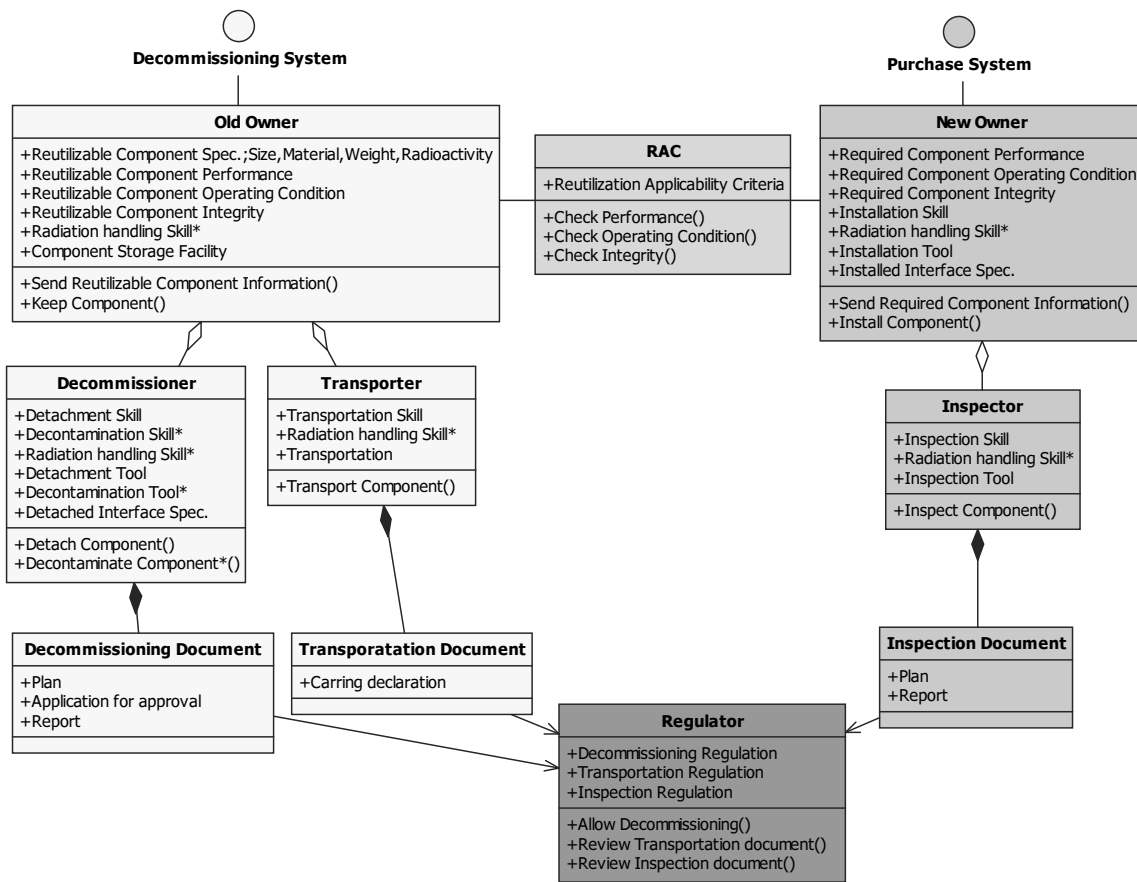 Decommissioning System
Purchase System
Old Owner
+Reutilizable Component Spec.;Size,Material,Weight,Radioactivity
+Reutilizable Component Performance
+Reutilizable Component Operating Condition
+Reutilizable Component Integrity
+Radiation handling Skill*
+Component Storage Facility
+Send Reutilizable Component Information()
+Keep Component()
RAC
+Reutilization Applicability Criteria
+Check Performance()
+Check Operating Condition()
+Check Integrity()
New Owner
+Required Component Performance
+Required Component Operating Condition
+Required Component Integrity
+Installation Skill
+Radiation handling Skill*
+Installation Tool
+Installed Interface Spec.
+Send Required Component Information()
+Install Component()
Decommissioner
+Detachment Skill
+Decontamination Skill*
+Radiation handling Skill*
+Detachment Tool
+Decontamination Tool*
+Detached Interface Spec.
+Detach Component()
+Decontaminate Component*()
Transporter
+Transportation Skill
+Radiation handling Skill*
+Transportation
+Transport Component()
Inspector
+Inspection Skill
+Radiation handling Skill*
+Inspection Tool
+Inspect Component()
Decommissioning Document
+Plan
+Application for approval
+Report
Transporatation Document
+Carring declaration
Inspection Document
+Plan
+Report
Regulator
+Decommissioning Regulation
+Transportation Regulation
+Inspection Regulation
+Allow Decommissioning()
+Review Transportation document()
+Review Inspection document()